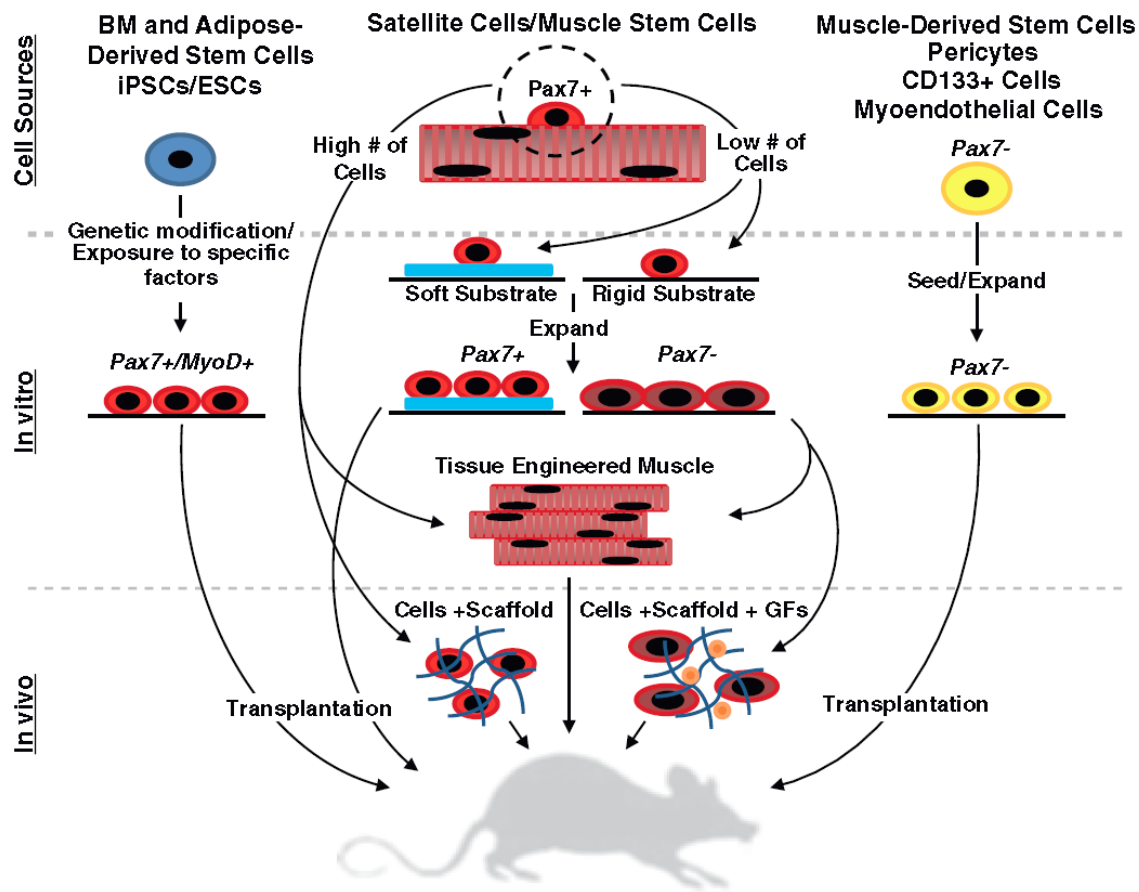 Cell Sources
BM and Adipose-
Derived Stem Cells
iPSCs/ESCs
Satellite Cells/Muscle Stem Cells
Pax7+
High # of
Cells
Low # of
Cells
Muscle-Derived Stem Cells
Pericytes
CD133+ Cells
Myoendothelial Cells
Pax7-
In vitro
Genetic modification/
Exposure to specific
factors
Pax7+/MyoD+
Soft Substrate
Rigid Substrate
Expand
Pax7+
Pax7-
Tissue Engineered Muscle
Seed/Expand
Pax7-
In vivo
Cells +Scaffold
Cells +Scaffold + GFs
Transplantation
Transplantation